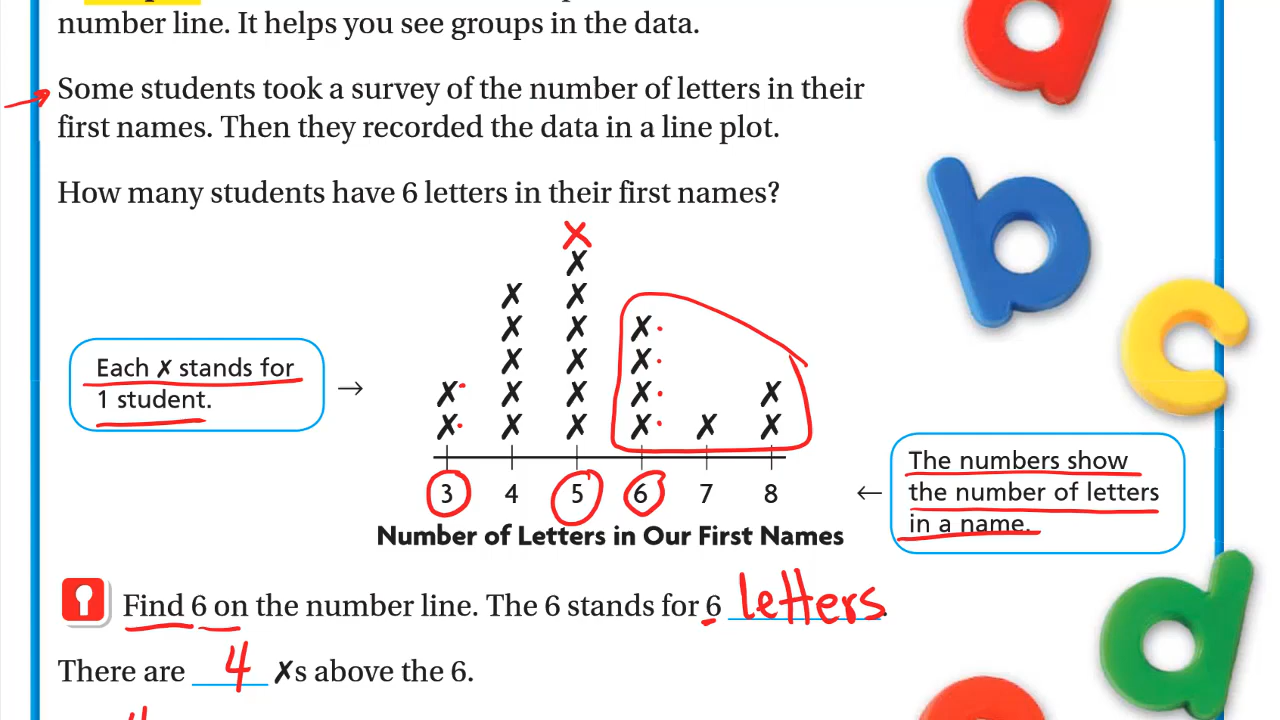 number line. It helps you see groups in the data.
Some students took a survey of the number of letters in their
first names. Then they recorded the data in a line plot.
How many students have 6 letters in their first names?
Each ✗ stands for
1 student.
3 4 5 6 7 8
Number of Letters in Our First Names
The numbers show
the number of letters
in a name.
Find 6 on the number line. The 6 stands for 6 letters.
There are 4 ✗s above the 6.
a
b
c
d